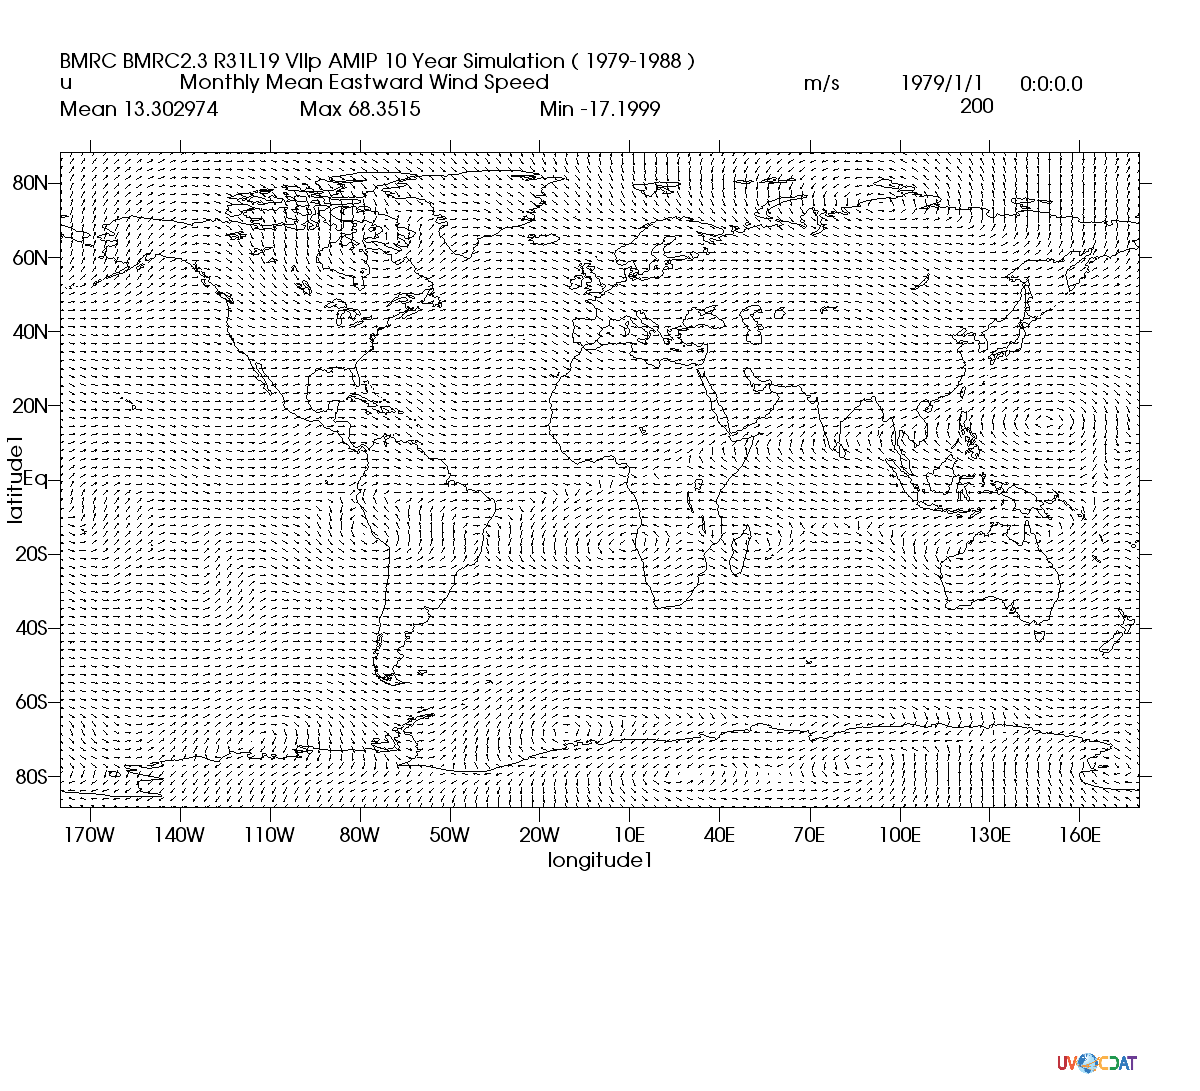 BMRC BMRC2.3 R31L19 VIIp AMIP 10 Year Simulation ( 1979-1988 )
u Monthly Mean Eastward Wind Speed m/s 1979/1/1 0:0:0.0
Mean 13.302974 Max 68.3515 Min -17.1999 200
80N
60N
40N
20N
Eq
20S
40S
60S
80S
latitude1
170W 140W 110W 80W 50W 20W 10E 40E 70E 100E 130E 160E
longitude1
UVCDAT